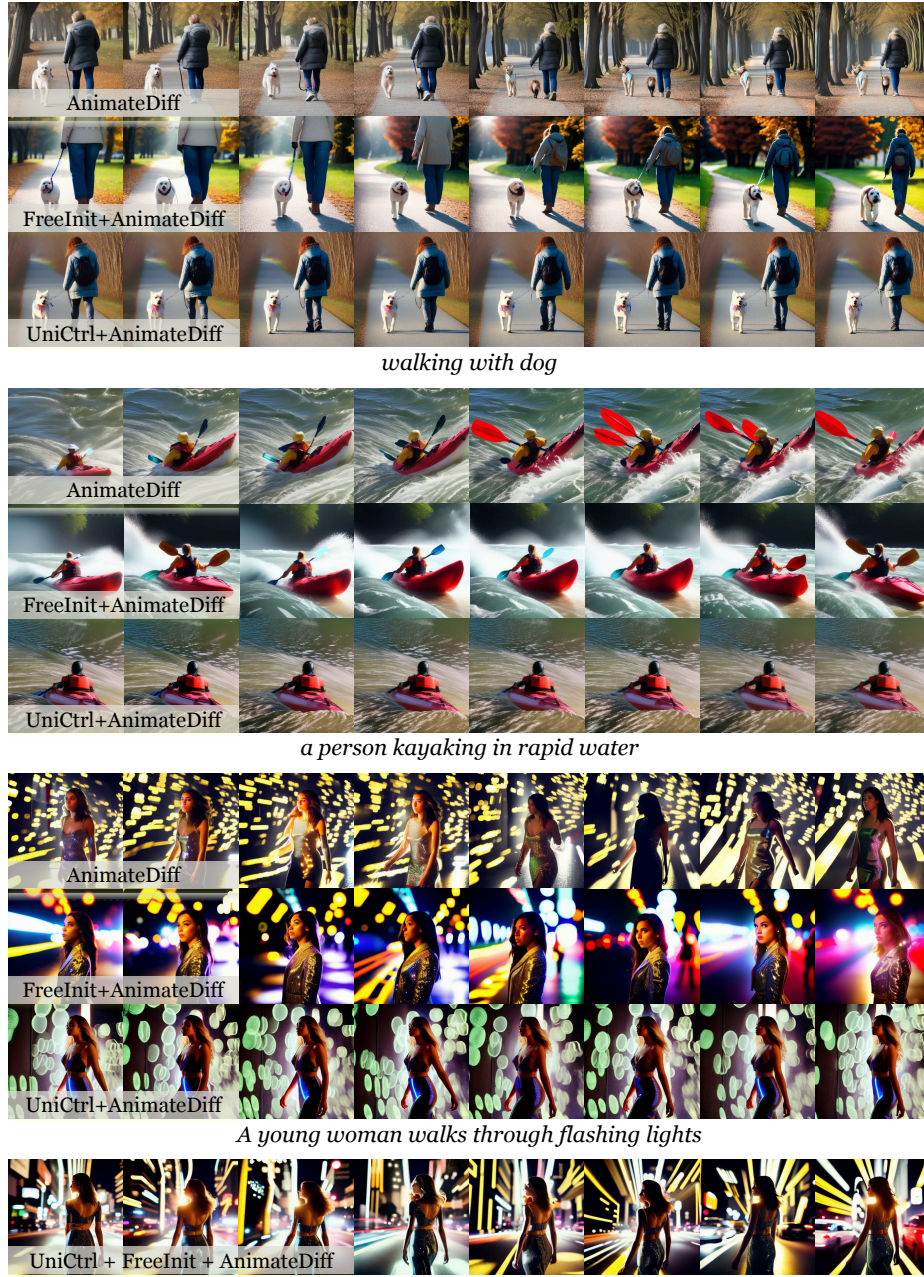 AnimateDiff
FreeInit+AnimateDiff
UniCtrl+AnimateDiff
walking with dog
AnimateDiff
FreeInit+AnimateDiff
UniCtrl+AnimateDiff
a person kayaking in rapid water
AnimateDiff
FreeInit+AnimateDiff
UniCtrl+AnimateDiff
A young woman walks through flashing lights
UniCtrl + FreeInit + AnimateDiff